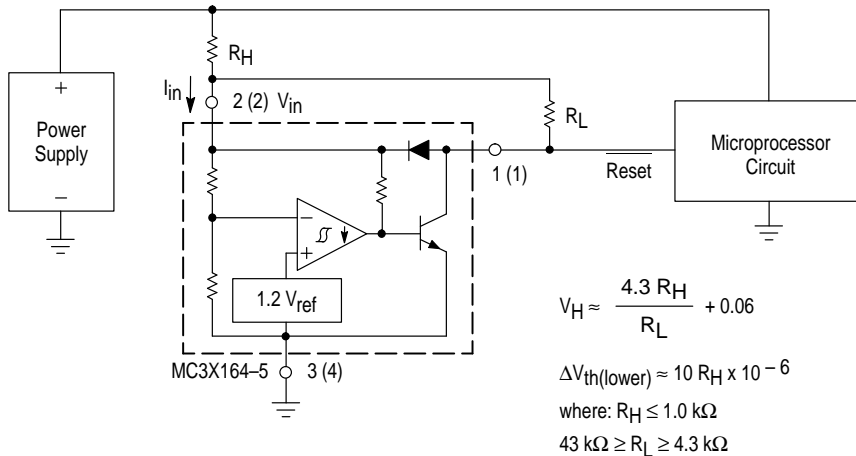 R_H
I_in
2 (2) V_in
+
Power
Supply
−
R_L
1 (1)
Reset
Microprocessor
Circuit
−
+
1.2 V_ref
MC3X164–5
3 (4)
V_H ≈ 4.3 R_H / R_L + 0.06
ΔV_th(lower) ≈ 10 R_H x 10^– 6
where: R_H ≤ 1.0 kΩ
43 kΩ ≥ R_L ≥ 4.3 kΩ